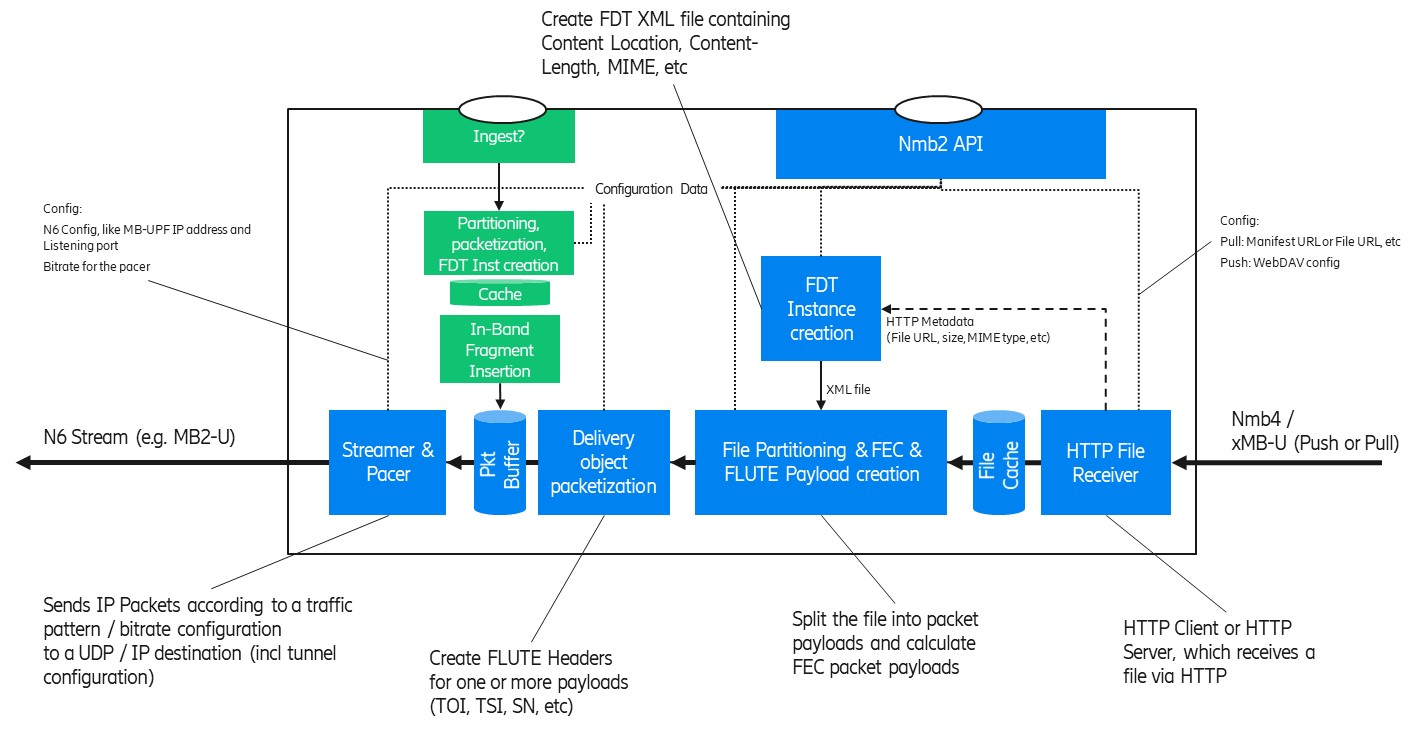 Create FDT XML file containing
Content Location, Content-
Length, MIME, etc
Ingest?
Nmb2 API
Configuration Data
Config:
N6 Config, like MB-UPF IP address and
Listening port
Bitrate for the pacer
Partitioning,
packetization,
FDT Inst creation
Cache
In-Band
Fragment
Insertion
FDT
Instance
creation
HTTP Metadata
(File URL, size, MIME type, etc)
XML file
Config:
Pull: Manifest URL or File URL, etc
Push: WebDAV config
N6 Stream (e.g. MB2-U)
Streamer &
Pacer
Pkt
Buffer
Delivery
object
packetization
File Partitioning & FEC &
FLUTE Payload creation
File
Cache
HTTP File
Receiver
Nmb4 /
xMB-U (Push or Pull)
Sends IP Packets according to a traffic
pattern / bitrate configuration
to a UDP / IP destination (incl tunnel
configuration)
Create FLUTE Headers
for one or more payloads
(TOI, TSI, SN, etc)
Split the file into packet
payloads and calculate
FEC packet payloads
HTTP Client or HTTP
Server, which receives a
file via HTTP